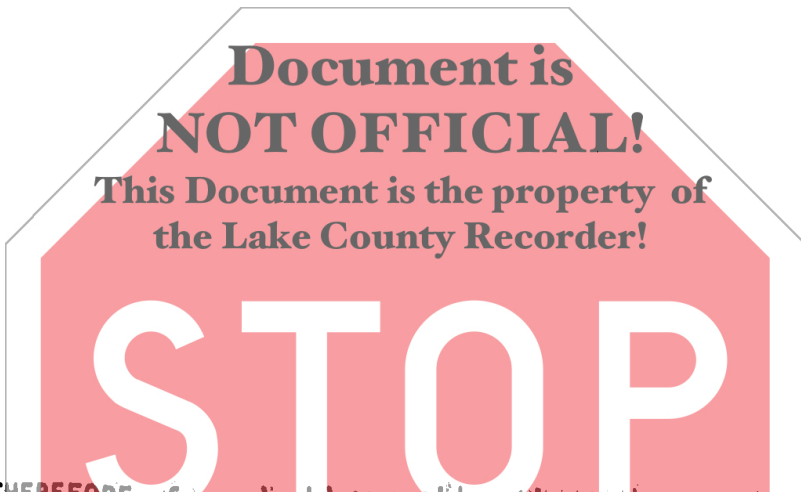 Document is
NOT OFFICIAL!
This Document is the property of
the Lake County Recorder!
STOP